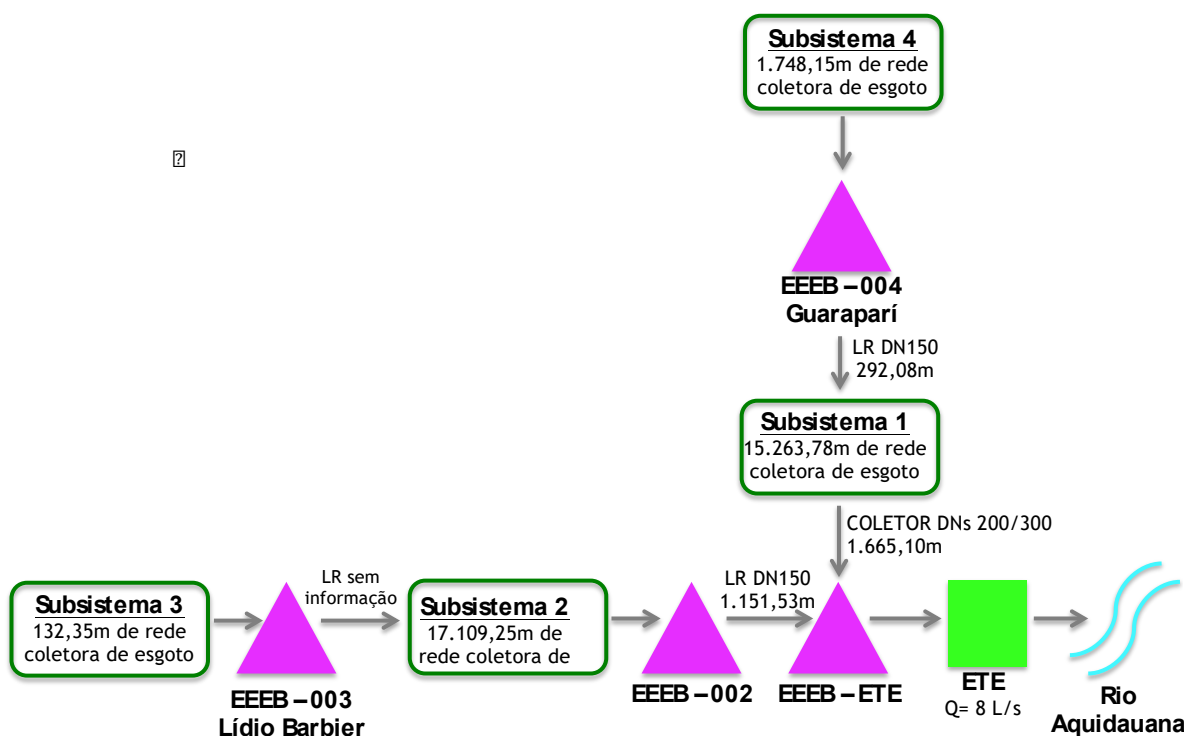 Subsistema 4
1.748,15m de rede
coletora de esgoto
EEEB – 004
Guaraparí
LR DN150
292,08m
Subsistema 1
15.263,78m de rede
coletora de esgoto
COLETOR DNs 200/300
1.665,10m
Subsistema 3
132,35m de rede
coletora de esgoto
LR sem
informação
EEEB – 003
Lídio Barbier
Subsistema 2
17.109,25m de
rede coletora de
EEEB – 002
LR DN150
1.151,53m
EEEB – ETE
ETE
Q= 8 L/s
Rio
Aquidauana